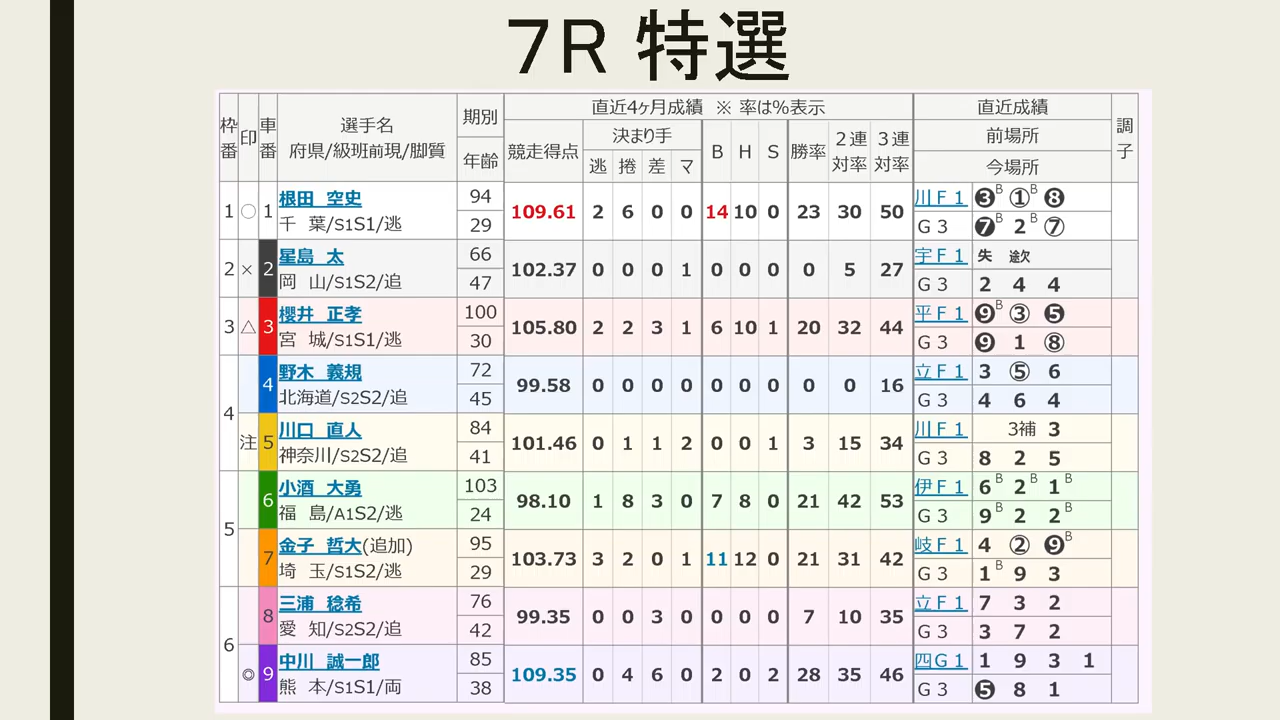 7R 特選
枠番 印 車番 選手名 府県/級班前現/脚質 期別 年齢 直近4ヶ月成績 ※ 率は%表示 直近成績 調子
競走得点 決まり手 B H S 勝率 2連対率 3連対率 前場所
逃 捲 差 マ 今場所
1 ○ 1 根田 空史 94 109.61 2 6 0 0 14 10 0 23 30 50 川F1 ❸B ①B ❽
千 葉/S1S1/逃 29 G3 ❼B 2B ⑦
2 × 2 星島 太 66 102.37 0 0 0 1 0 0 0 0 5 27 宇F1 失 途欠
岡 山/S1S2/追 47 G3 2 4 4
3 △ 3 櫻井 正孝 100 105.80 2 2 3 1 6 10 1 20 32 44 平F1 ❾B ③ ❺
宮 城/S1S1/逃 30 G3 ❾ 1 ⑧
4 4 野木 義規 72 99.58 0 0 0 0 0 0 0 0 0 16 立F1 3 ⑤ 6
北海道/S2S2/追 45 G3 4 6 4
注 5 川口 直人 84 101.46 0 1 1 2 0 0 1 3 15 34 川F1 3補 3
神奈川/S2S2/追 41 G3 8 2 5
5 6 小酒 大勇 103 98.10 1 8 3 0 7 8 0 21 42 53 伊F1 6B 2B 1B
福 島/A1S2/逃 24 G3 9B 2 2B
7 金子 哲大(追加) 95 103.73 3 2 0 1 11 12 0 21 31 42 岐F1 4 ② ❾B
埼 玉/S1S2/逃 29 G3 1B 9 3
6 8 三浦 稔希 76 99.35 0 0 3 0 0 0 0 7 10 35 立F1 7 3 2
愛 知/S2S2/追 42 G3 3 7 2
◎ 9 中川 誠一郎 85 109.35 0 4 6 0 2 0 2 28 35 46 四G1 1 9 3 1
熊 本/S1S1/両 38 G3 ❺ 8 1